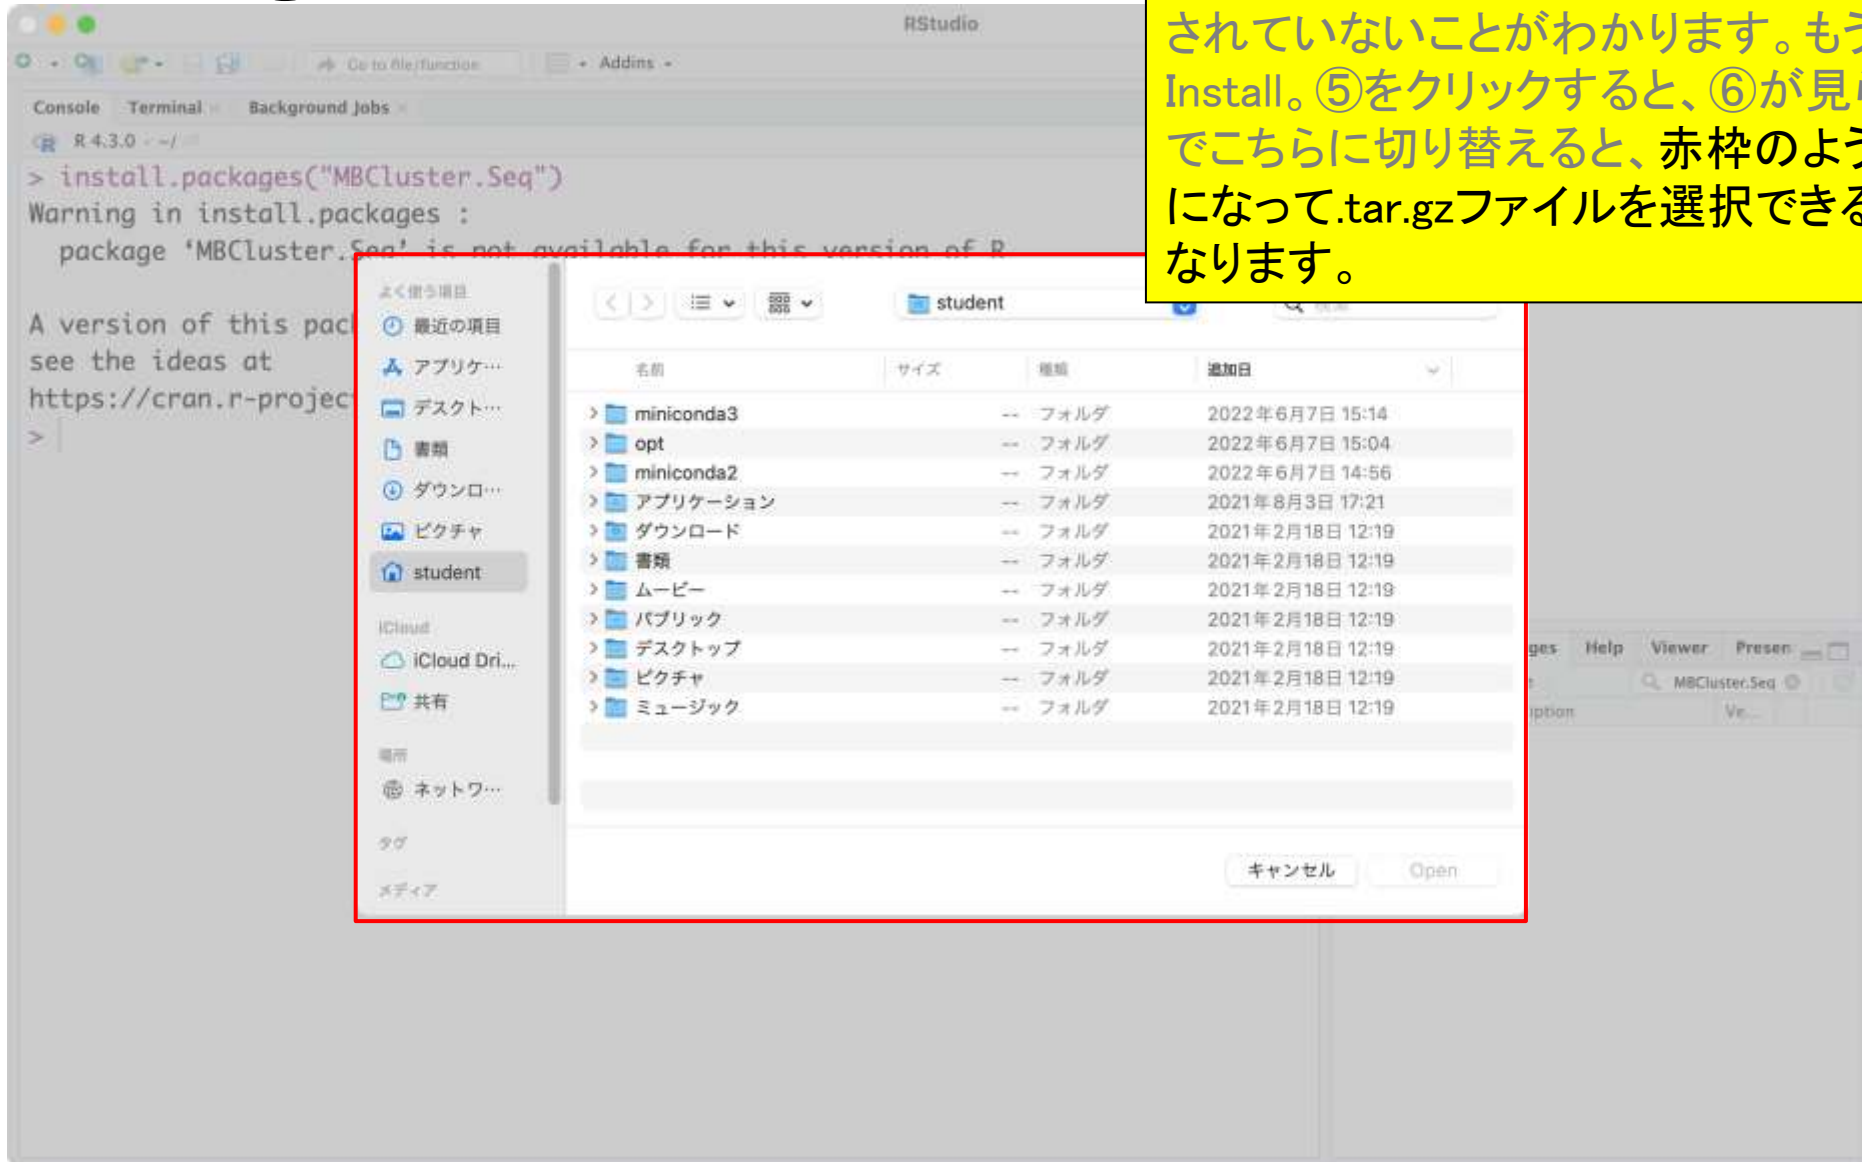 RStudio
Go to file/function
Addins
Console Terminal Background Jobs
R 4.3.0 · ~/
> install.packages("MBCluster.Seq")
Warning in install.packages :
package ‘MBCluster.Seq’ is not available for this version of R
A version of this pac
see the ideas at
https://cran.r-projec
>
されていないことがわかります。もう
Install。⑤をクリックすると、⑥が見
でこちらに切り替えると、赤枠のよう
になって.tar.gzファイルを選択できる
なります。
よく使う項目
最近の項目
アプリケ…
デスクト…
書類
ダウンロ…
ピクチャ
student
iCloud
iCloud Dri...
共有
場所
ネットワ…
タグ
メディア
student
名前 サイズ 種類 追加日
miniconda3 -- フォルダ 2022年6月7日 15:14
opt -- フォルダ 2022年6月7日 15:04
miniconda2 -- フォルダ 2022年6月7日 14:56
アプリケーション -- フォルダ 2021年8月3日 17:21
ダウンロード -- フォルダ 2021年2月18日 12:19
書類 -- フォルダ 2021年2月18日 12:19
ムービー -- フォルダ 2021年2月18日 12:19
パブリック -- フォルダ 2021年2月18日 12:19
デスクトップ -- フォルダ 2021年2月18日 12:19
ピクチャ -- フォルダ 2021年2月18日 12:19
ミュージック -- フォルダ 2021年2月18日 12:19
キャンセル Open
ges Help Viewer Presen
MBCluster.Seq
iption Ve...